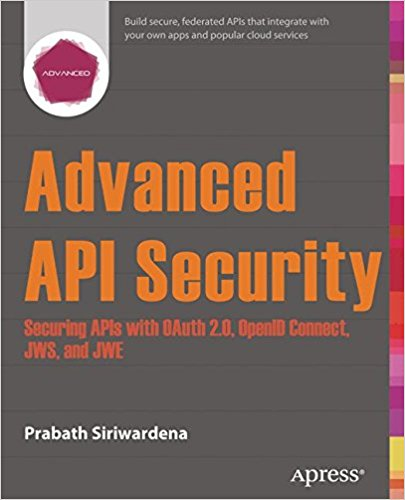 Build secure, federated APIs that integrate with
your own apps and popular cloud services
ADVANCED
Advanced
API Security
Securing APIs with OAuth 2.0, OpenID Connect,
JWS, and JWE
Prabath Siriwardena
Apress®